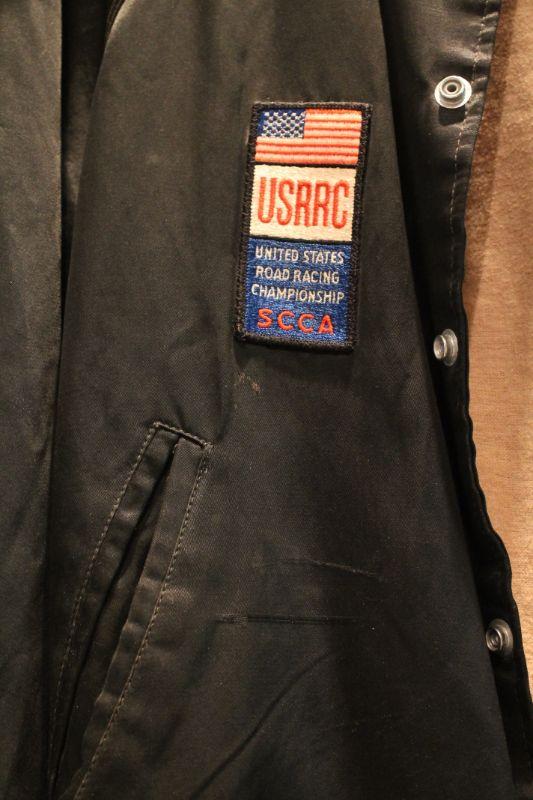 USRRC
UNITED STATES
ROAD RACING
CHAMPIONSHIP
SCCA